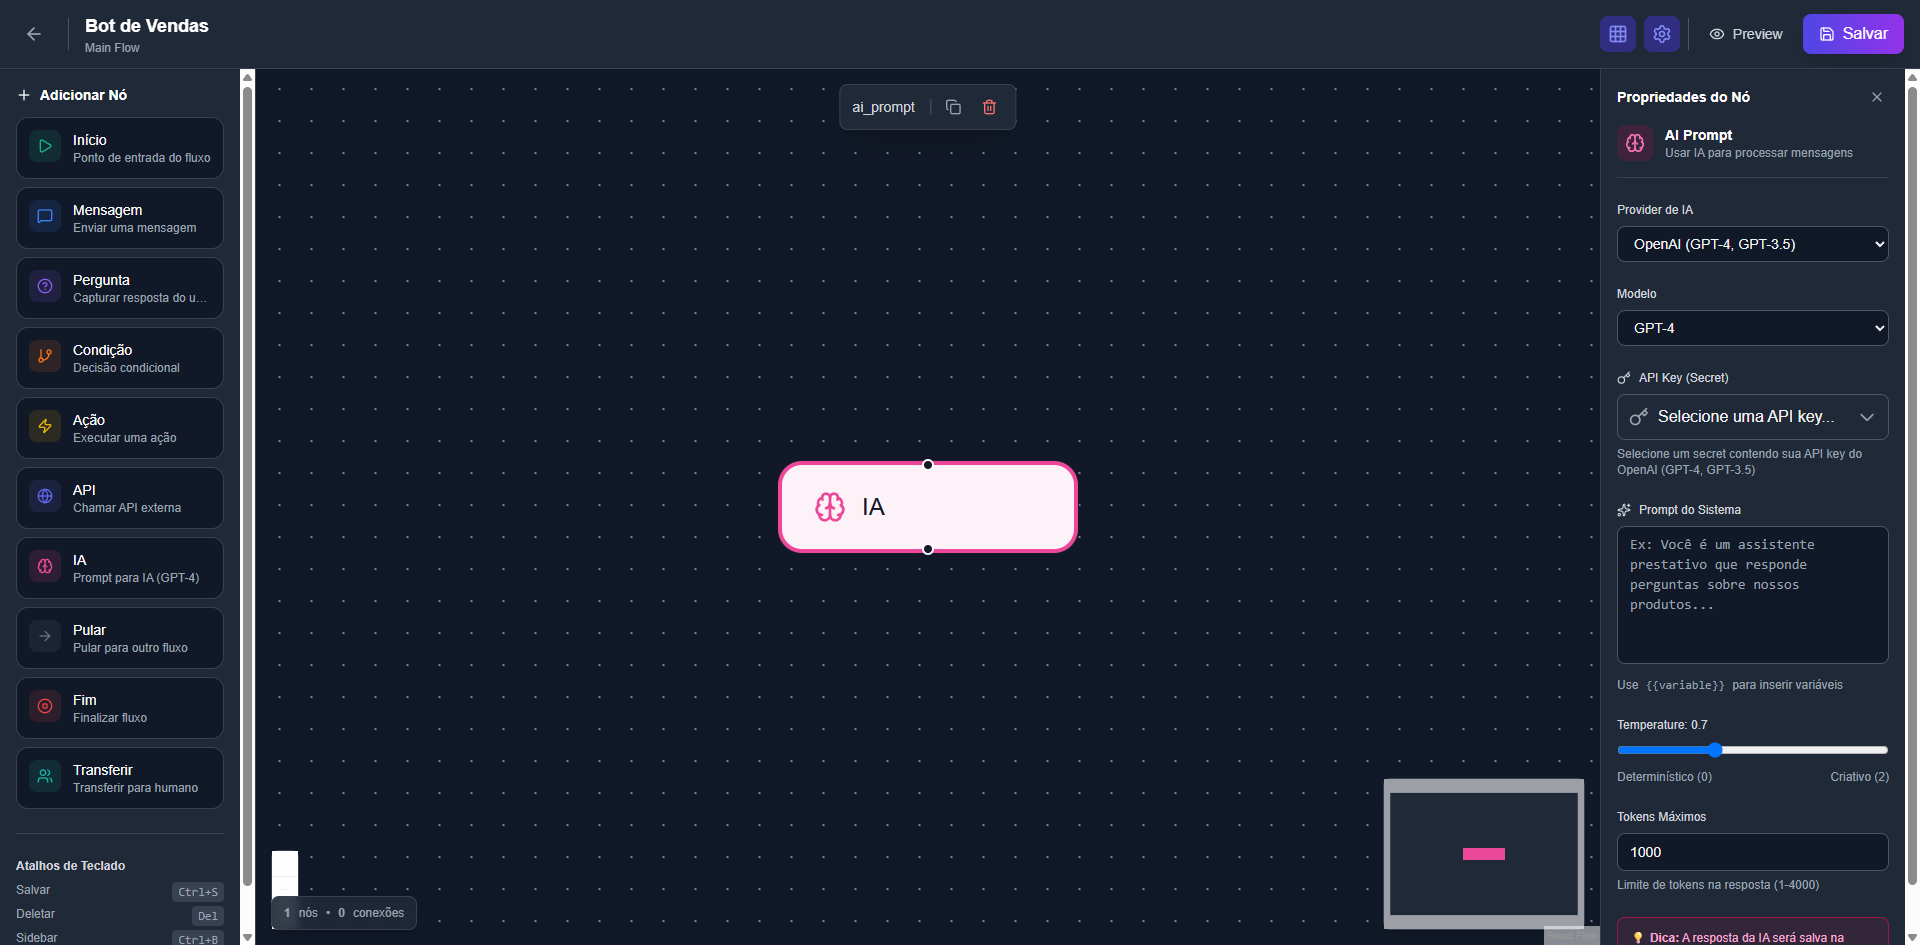 Bot de Vendas
Main Flow
Preview
Salvar
Adicionar Nó
Início
Ponto de entrada do fluxo
Mensagem
Enviar uma mensagem
Pergunta
Capturar resposta do u...
Condição
Decisão condicional
Ação
Executar uma ação
API
Chamar API externa
IA
Prompt para IA (GPT-4)
Pular
Pular para outro fluxo
Fim
Finalizar fluxo
Transferir
Transferir para humano
Atalhos de Teclado
Salvar Ctrl+S
Deletar Del
Sidebar Ctrl+B
ai_prompt
IA
1 nós • 0 conexões
Propriedades do Nó
AI Prompt
Usar IA para processar mensagens
Provider de IA
OpenAI (GPT-4, GPT-3.5)
Modelo
GPT-4
API Key (Secret)
Selecione uma API key...
Selecione um secret contendo sua API key do
OpenAI (GPT-4, GPT-3.5)
Prompt do Sistema
Ex: Você é um assistente
prestativo que responde
perguntas sobre nossos
produtos...
Use {{variable}} para inserir variáveis
Temperature: 0.7
Determinístico (0) Criativo (2)
Tokens Máximos
1000
Limite de tokens na resposta (1-4000)
Dica: A resposta da IA será salva na